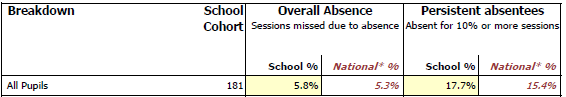 Breakdown School Overall Absence Persistent absentees
Cohort Sessions missed due to absence Absent for 10% or more sessions
School % National* % School % National* %
All Pupils 181 5.8% 5.3% 17.7% 15.4%